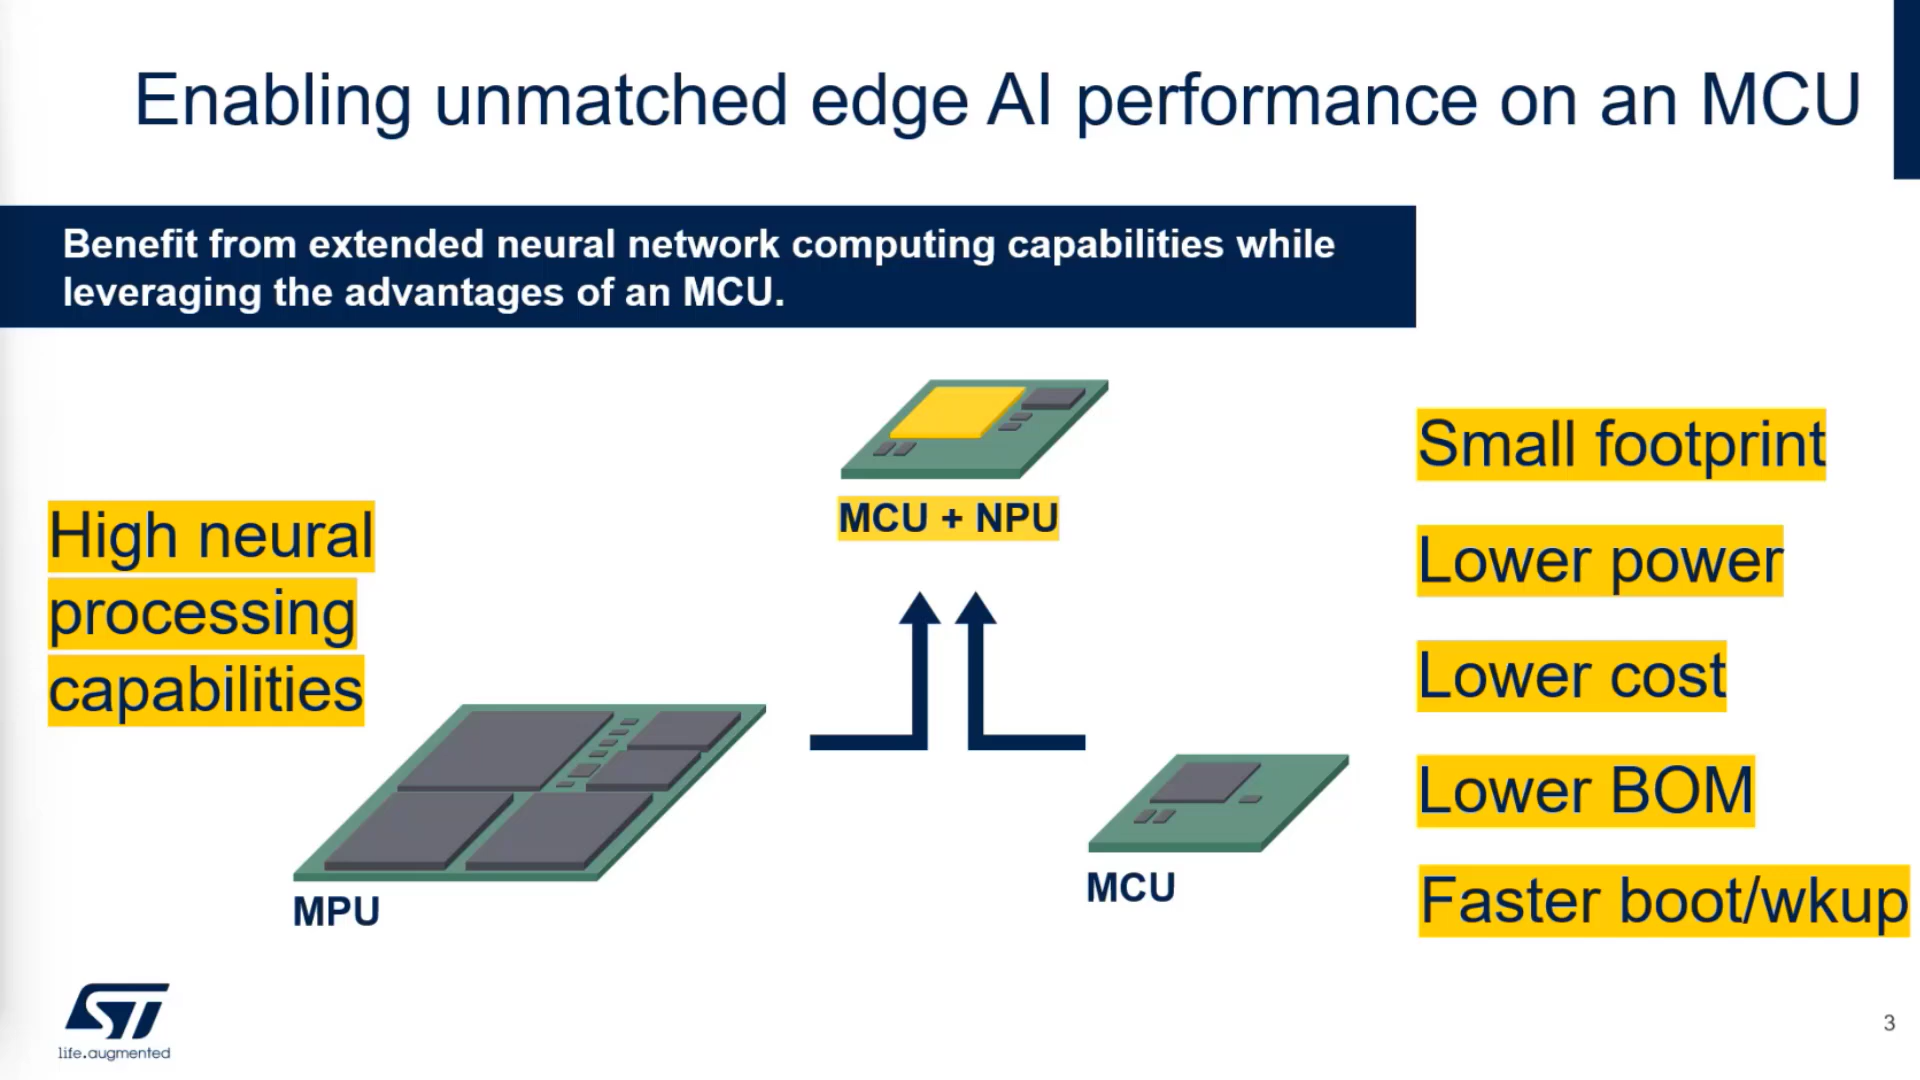 Enabling unmatched edge AI performance on an MCU
Benefit from extended neural network computing capabilities while
leveraging the advantages of an MCU.
High neural
processing
capabilities
MPU
MCU + NPU
MCU
Small footprint
Lower power
Lower cost
Lower BOM
Faster boot/wkup
ST
life.augmented
3